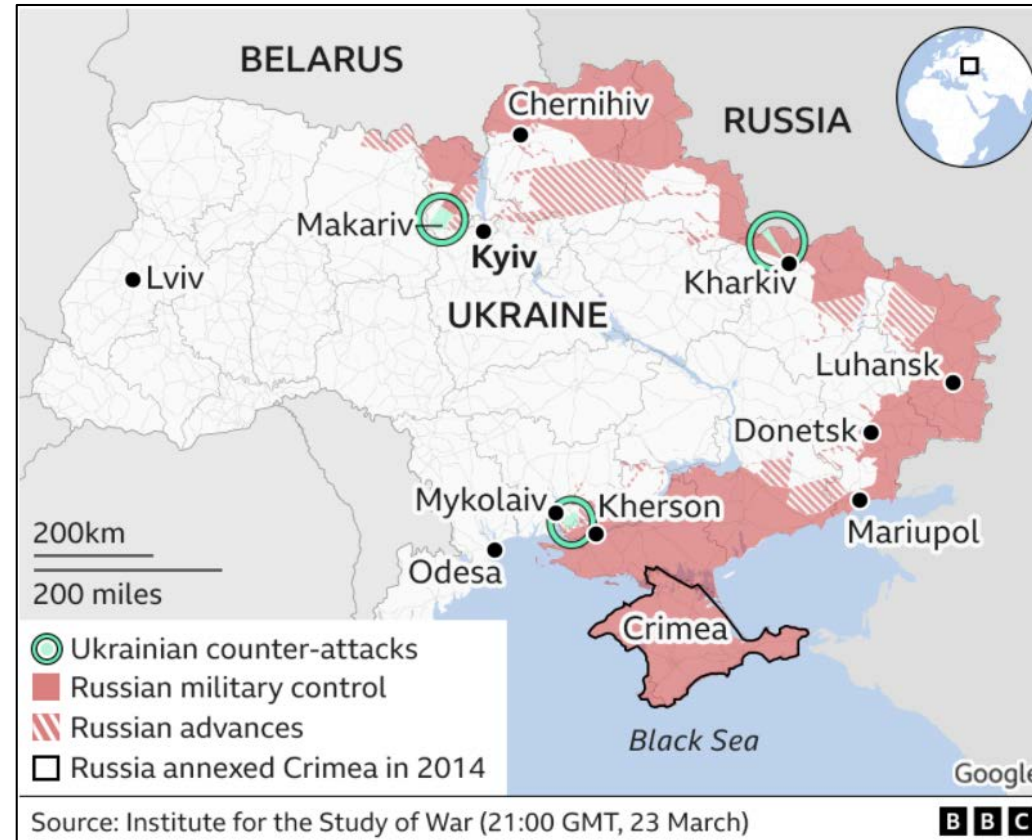 BELARUS
Chernihiv
RUSSIA
Makariv
Kyiv
Lviv
Kharkiv
UKRAINE
Luhansk
Donetsk
Mykolaiv
Kherson
Mariupol
Odesa
200km
200 miles
Crimea
Black Sea
Ukrainian counter-attacks
Russian military control
Russian advances
Russia annexed Crimea in 2014
Google
Source: Institute for the Study of War (21:00 GMT, 23 March)
BBC